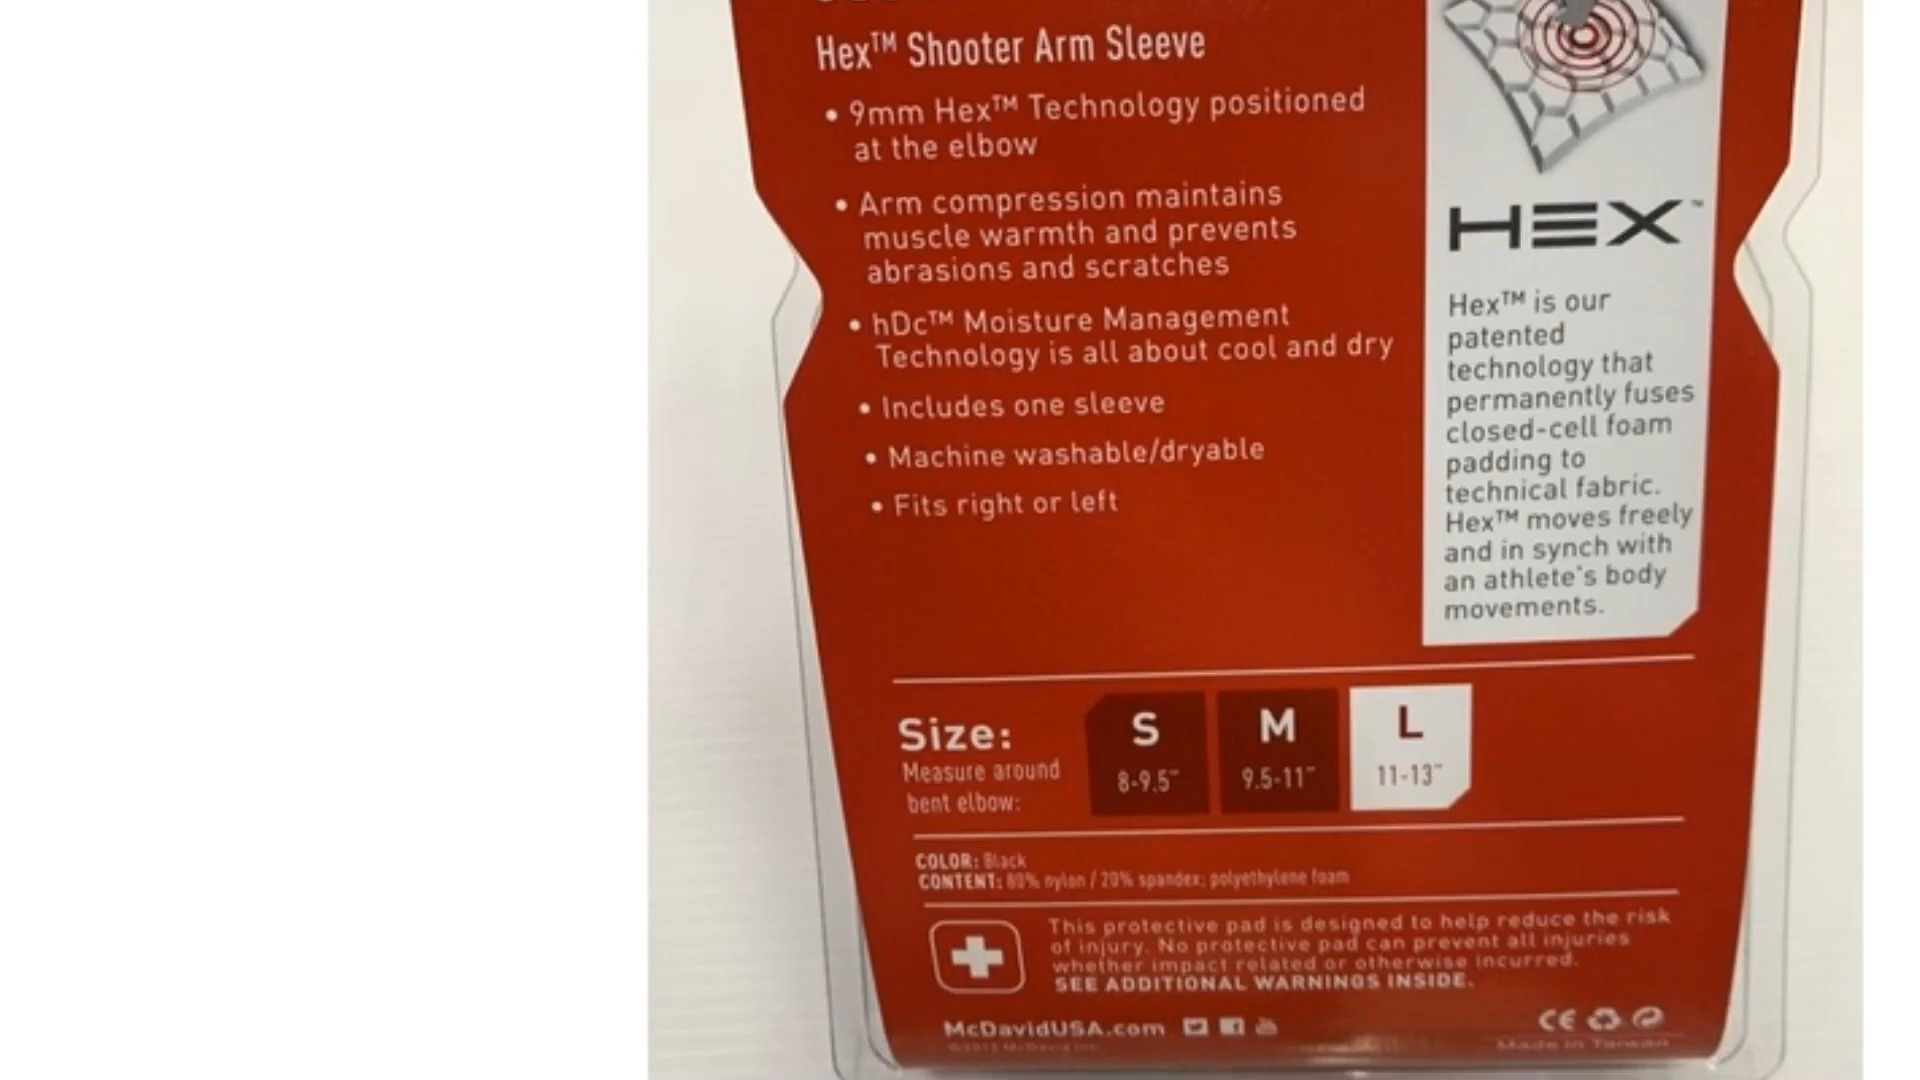 Hex™ Shooter Arm Sleeve
• 9mm Hex™ Technology positioned
at the elbow
• Arm compression maintains
muscle warmth and prevents
abrasions and scratches
• hDc™ Moisture Management
Technology is all about cool and dry
• Includes one sleeve
• Machine washable/dryable
• Fits right or left
HEX™
Hex™ is our
patented
technology that
permanently fuses
closed-cell foam
padding to
technical fabric.
Hex™ moves freely
and in synch with
an athlete's body
movements.
Size:
Measure around
bent elbow:
S
8-9.5"
M
9.5-11"
L
11-13"
COLOR: Black
CONTENT: 80% nylon / 20% spandex; polyethylene foam
This protective pad is designed to help reduce the risk
of injury. No protective pad can prevent all injuries
whether impact related or otherwise incurred.
SEE ADDITIONAL WARNINGS INSIDE.
McDavidUSA.com
CE
Made in Taiwan